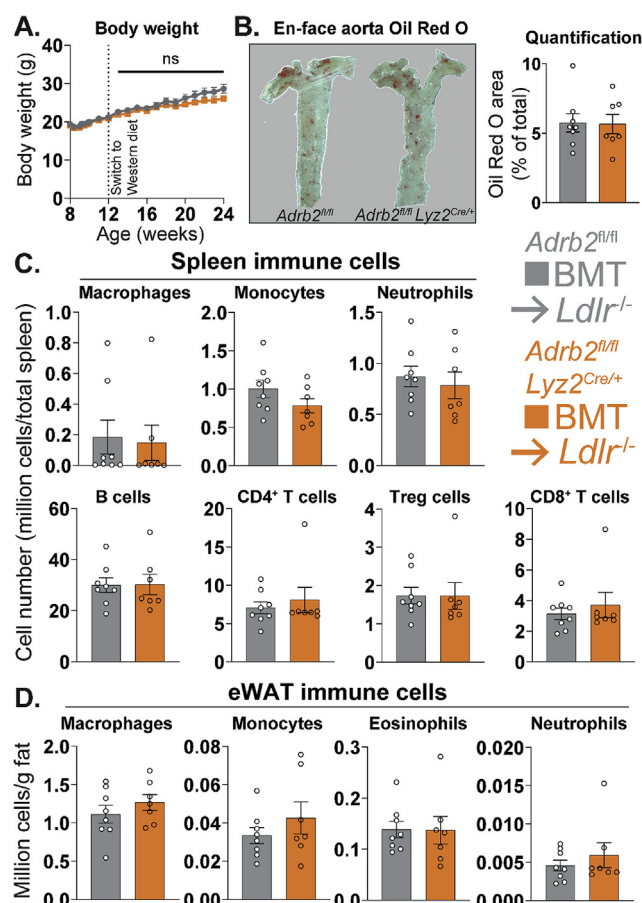 A.
Body weight
ns
Body weight (g)
40
30
20
10
0
Switch to
Western diet
8
12
16
20
24
Age (weeks)
B.
En-face aorta Oil Red O
Adrb2fl/fl
Adrb2fl/fl Lyz2Cre/+
Quantification
Oil Red O area
(% of total)
10
5
0
Adrb2fl/fl
BMT
→ Ldlr-/-
Adrb2fl/fl
Lyz2Cre/+
BMT
→ Ldlr-/-
C.
Spleen immune cells
Cell number (million cells/total spleen)
Macrophages
1.0
0.8
0.6
0.4
0.2
0.0
Monocytes
2.0
1.5
1.0
0.5
0.0
Neutrophils
1.5
1.0
0.5
0.0
B cells
60
40
20
0
CD4+ T cells
20
15
10
5
0
Treg cells
4
3
2
1
0
CD8+ T cells
10
8
6
4
2
0
D.
eWAT immune cells
Million cells/g fat
Macrophages
2.0
1.5
1.0
0.5
0.0
Monocytes
0.08
0.06
0.04
0.02
0.00
Eosinophils
0.3
0.2
0.1
0.0
Neutrophils
0.020
0.015
0.010
0.005
0.000